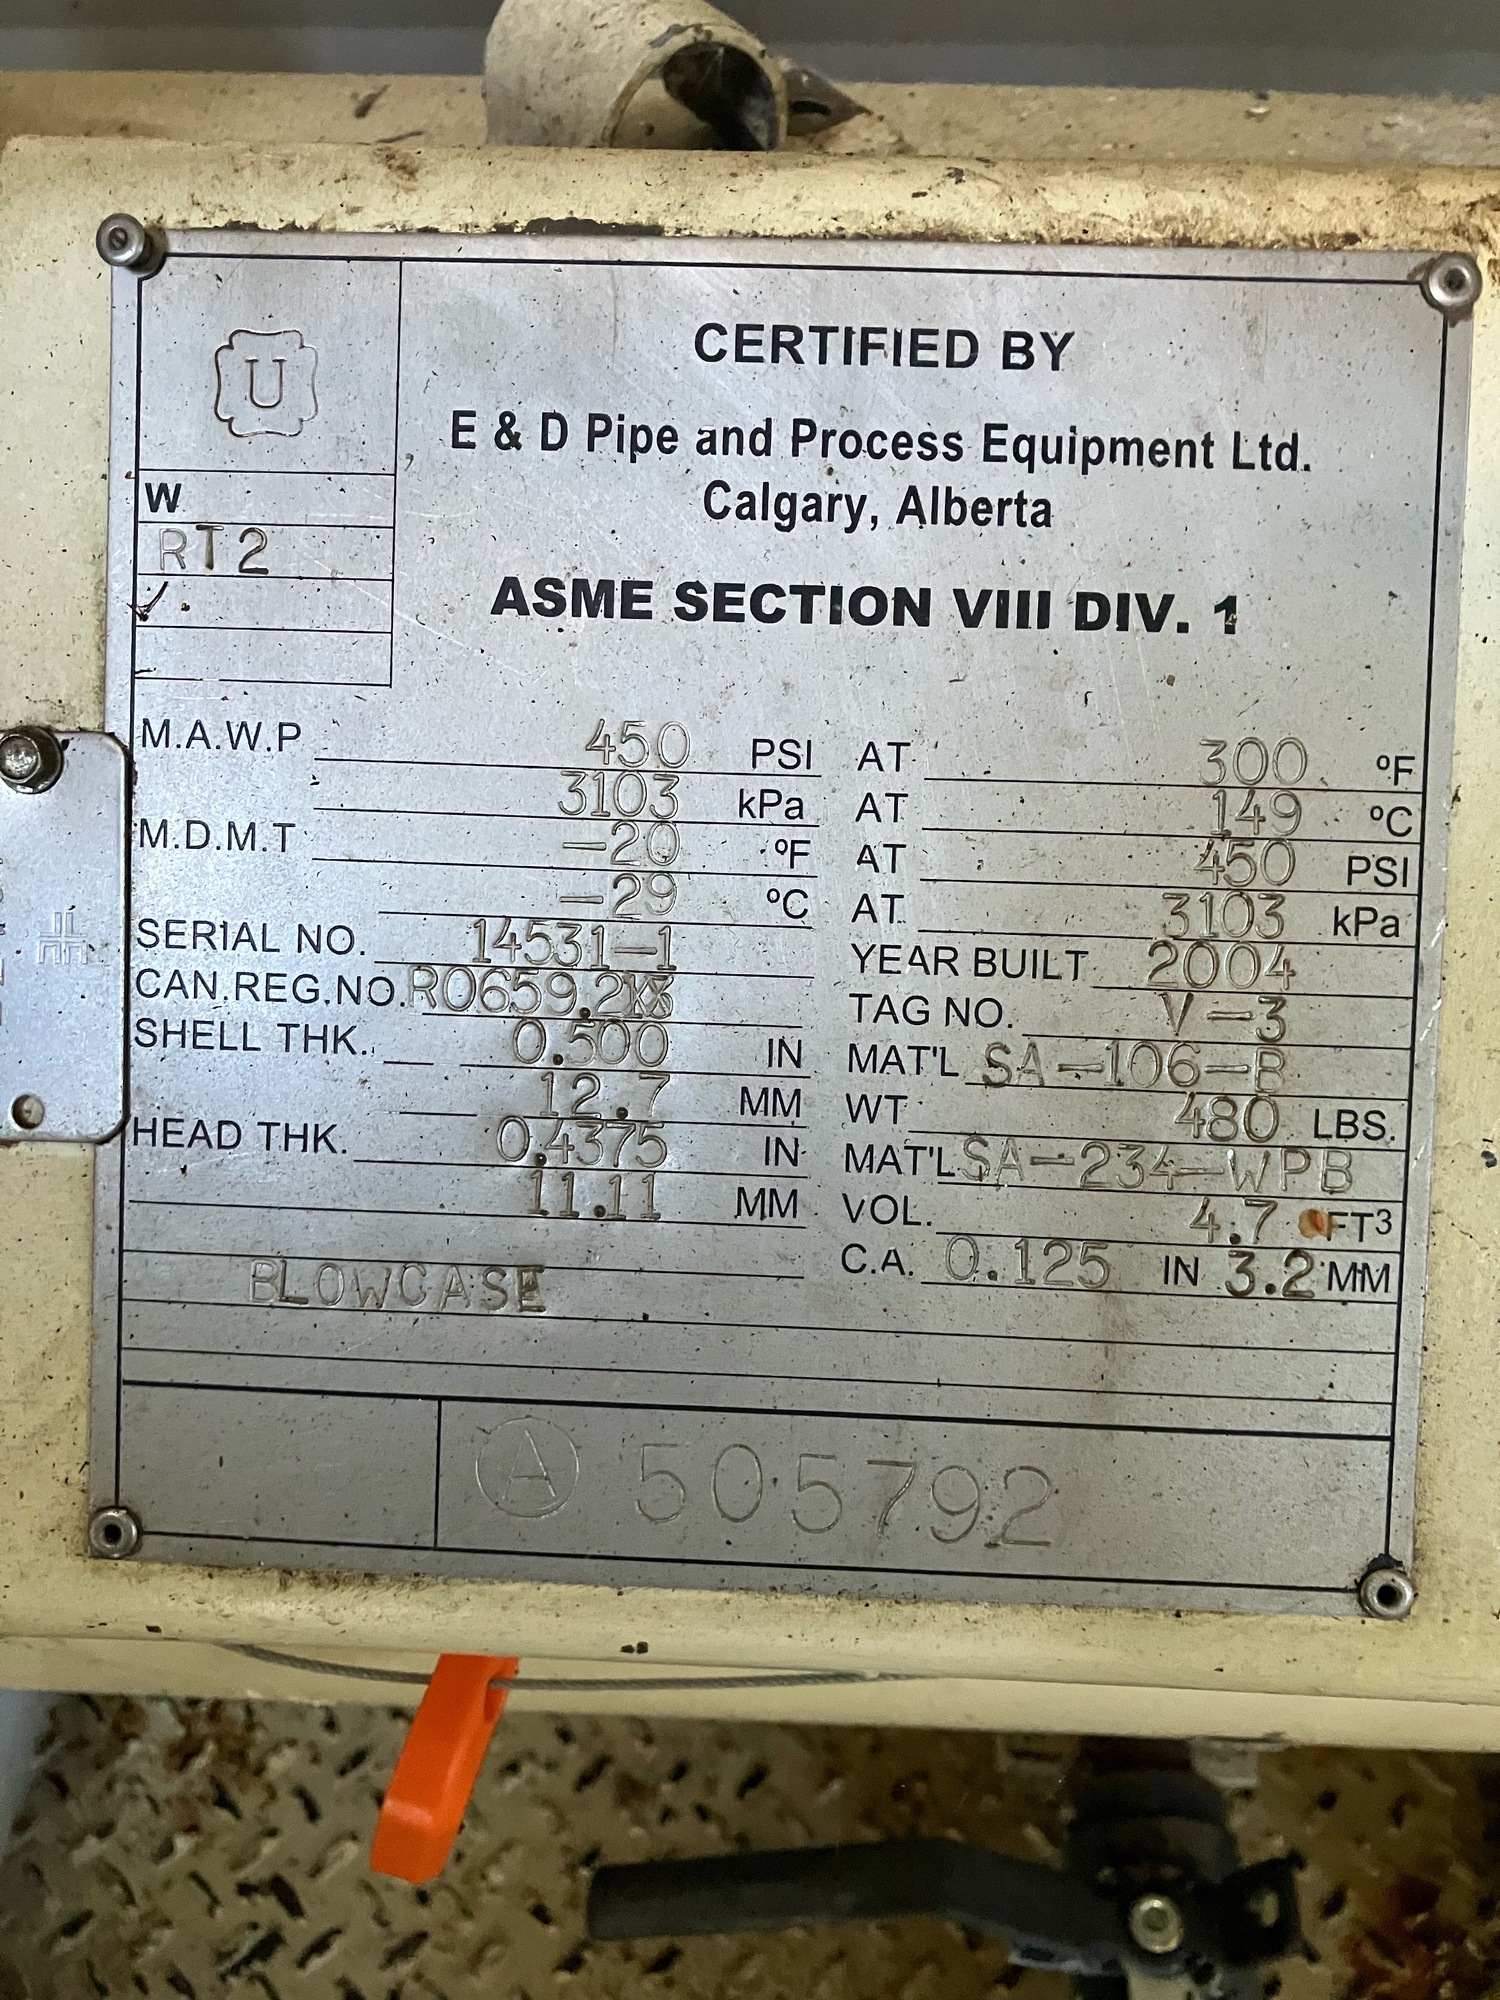 U
CERTIFIED BY
E & D Pipe and Process Equipment Ltd.
Calgary, Alberta
W
RT2
ASME SECTION VIII DIV. 1
M.A.W.P 450 PSI AT 300 ºF
3103 kPa AT 149 ºC
M.D.M.T -20 ºF AT 450 PSI
-29 ºC AT 3103 kPa
SERIAL NO. 14531-1 YEAR BUILT 2004
CAN.REG.NO. TAG NO. V-3
SHELL THK. 0.500 IN MAT'L SA-106-B
12.7 MM WT 480 LBS.
HEAD THK. 0.4375 IN MAT'L SA-234-WPB
11.11 MM VOL. 4.7 FT³
C.A. 0.125 IN 3.2 MM
BLOWCASE
A 505792